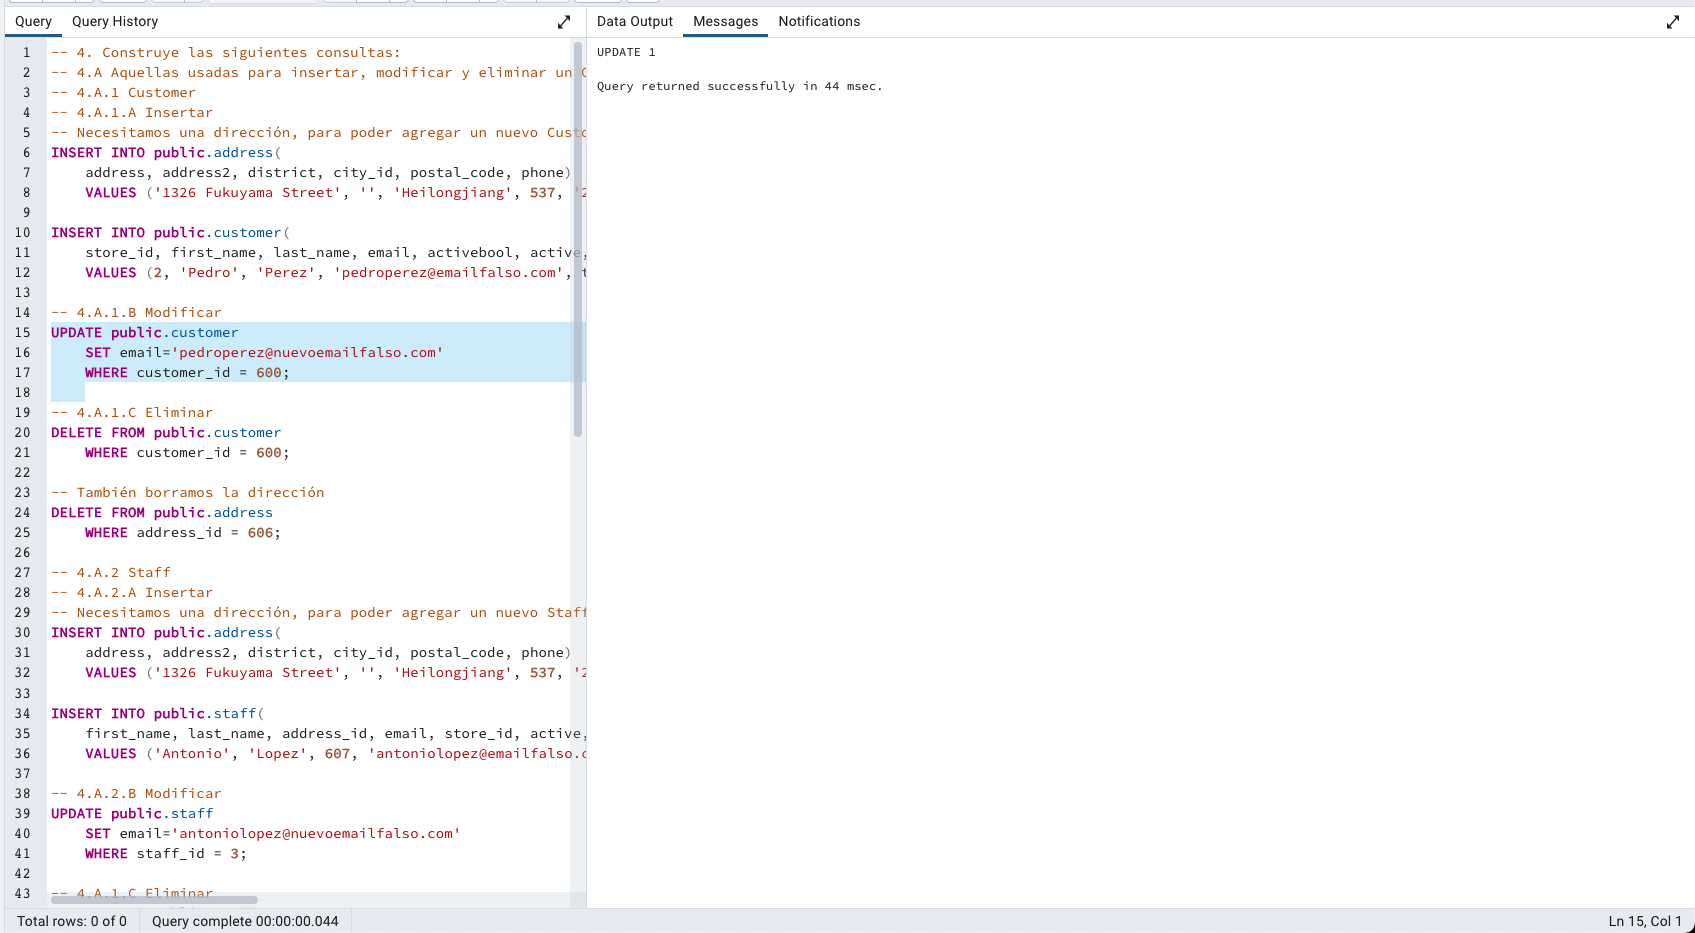 Query Query History
Data Output Messages Notifications
1 -- 4. Construye las siguientes consultas:
2 -- 4.A Aquellas usadas para insertar, modificar y eliminar un
3 -- 4.A.1 Customer
4 -- 4.A.1.A Insertar
5 -- Necesitamos una dirección, para poder agregar un nuevo Custo
6 INSERT INTO public.address(
7 address, address2, district, city_id, postal_code, phone)
8 VALUES ('1326 Fukuyama Street', '', 'Heilongjiang', 537, '2
9
10 INSERT INTO public.customer(
11 store_id, first_name, last_name, email, activebool, active,
12 VALUES (2, 'Pedro', 'Perez', 'pedroperez@emailfalso.com', t
13
14 -- 4.A.1.B Modificar
15 UPDATE public.customer
16 SET email='pedroperez@nuevoemailfalso.com'
17 WHERE customer_id = 600;
18
19 -- 4.A.1.C Eliminar
20 DELETE FROM public.customer
21 WHERE customer_id = 600;
22
23 -- También borramos la dirección
24 DELETE FROM public.address
25 WHERE address_id = 606;
26
27 -- 4.A.2 Staff
28 -- 4.A.2.A Insertar
29 -- Necesitamos una dirección, para poder agregar un nuevo Staff
30 INSERT INTO public.address(
31 address, address2, district, city_id, postal_code, phone)
32 VALUES ('1326 Fukuyama Street', '', 'Heilongjiang', 537, '2
33
34 INSERT INTO public.staff(
35 first_name, last_name, address_id, email, store_id, active,
36 VALUES ('Antonio', 'Lopez', 607, 'antoniolopez@emailfalso.c
37
38 -- 4.A.2.B Modificar
39 UPDATE public.staff
40 SET email='antoniolopez@nuevoemailfalso.com'
41 WHERE staff_id = 3;
42
43 -- 4.A.1.C Eliminar
UPDATE 1
Query returned successfully in 44 msec.
Total rows: 0 of 0 Query complete 00:00:00.044
Ln 15, Col 1